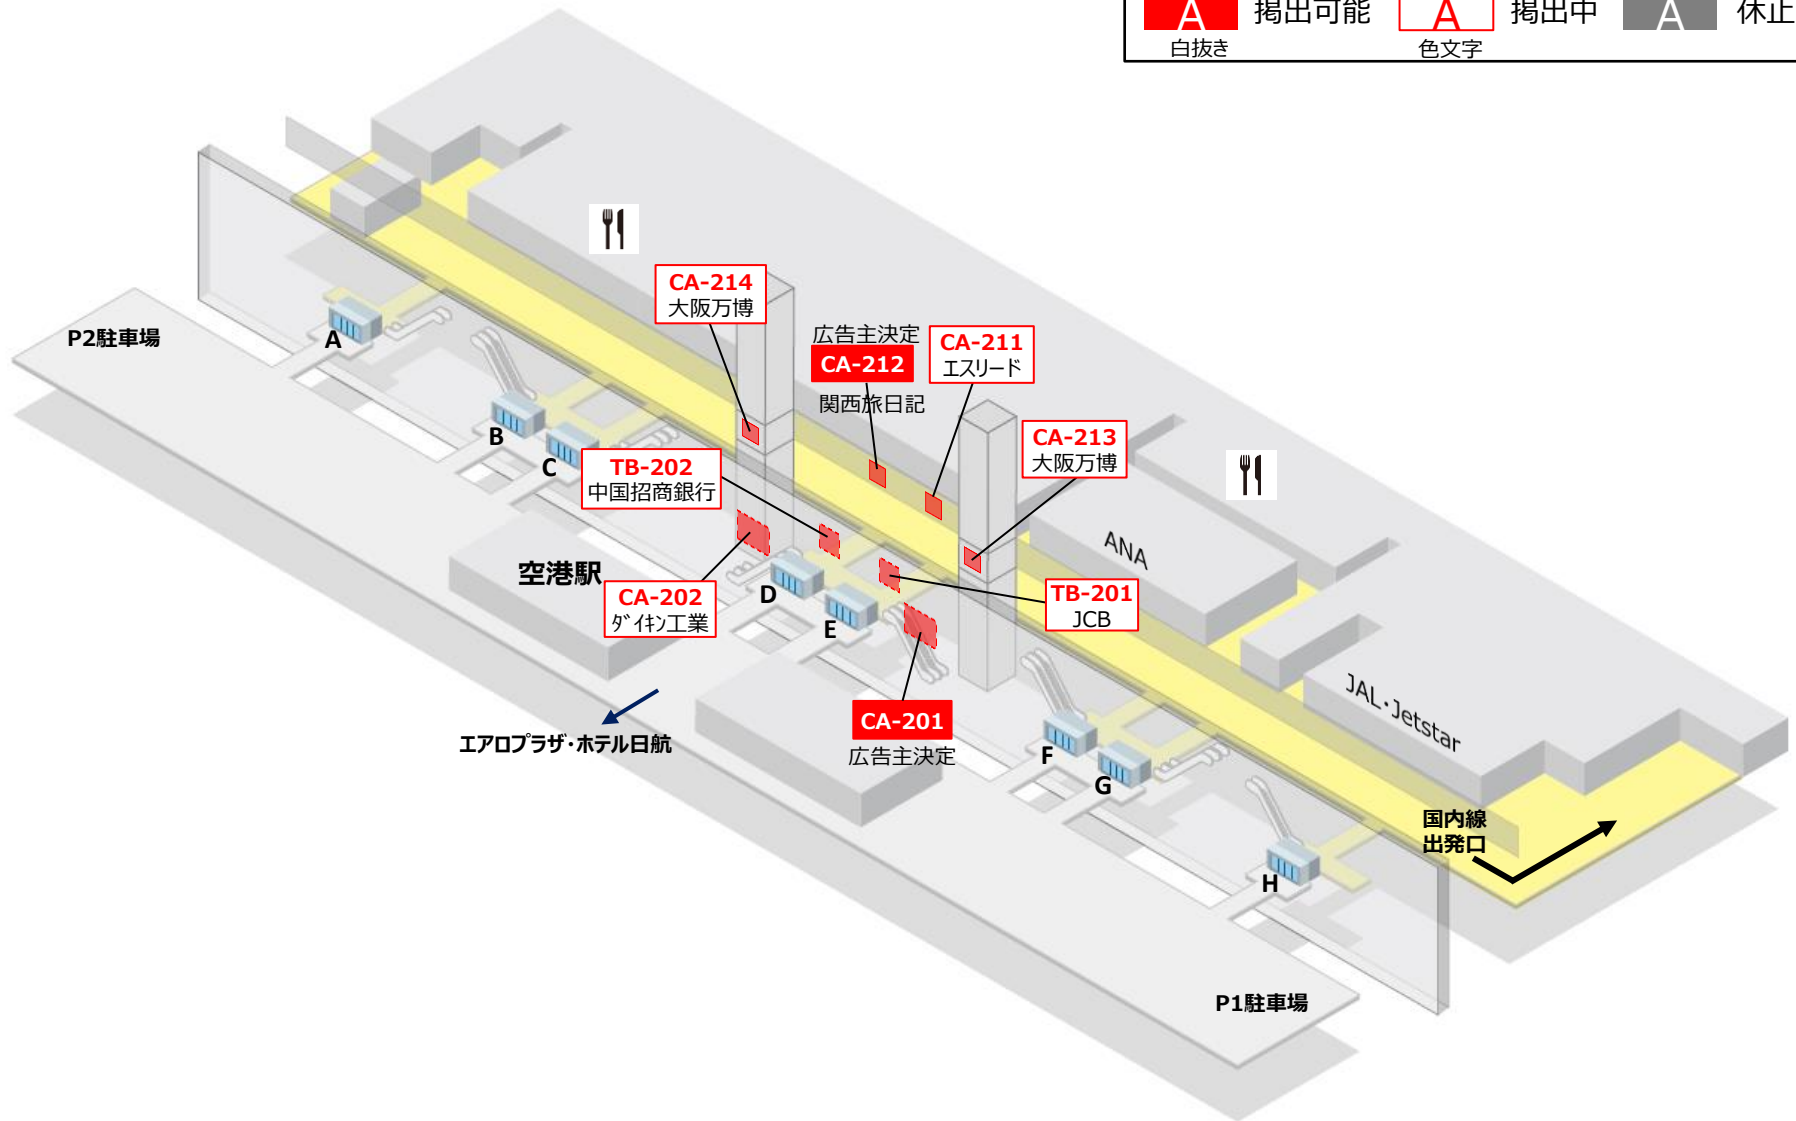 A 掲出可能 A 掲出中 A 休止
白抜き 色文字
CA-214
大阪万博
広告主決定
CA-212
関西旅日記
CA-211
エスリード
P2駐車場
A
B
C
CA-213
大阪万博
TB-202
中国招商銀行
ANA
空港駅
CA-202
ダイキン工業
D
E
TB-201
JCB
JAL・Jetstar
CA-201
広告主決定
エアロプラザ・ホテル日航
F
G
国内線
出発口
H
P1駐車場